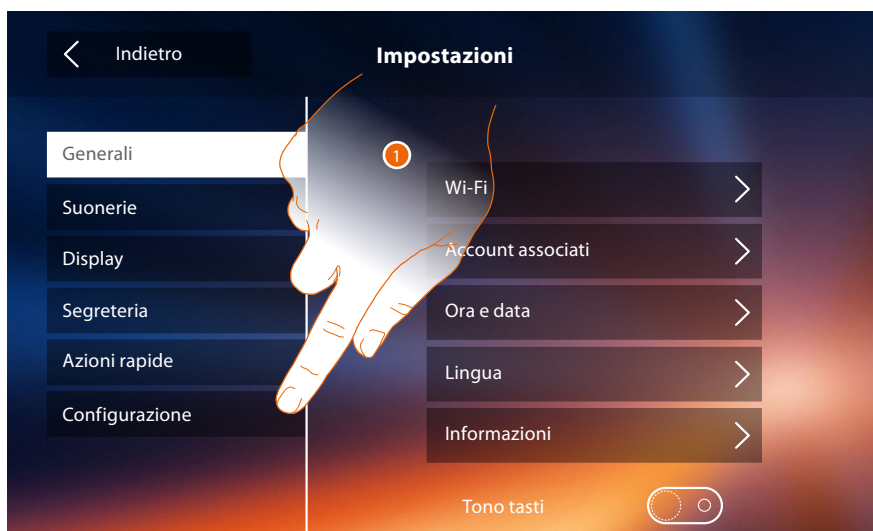 Indietro
Impostazioni
Generali
Suonerie
Display
Segreteria
Azioni rapide
Configurazione
1
Wi-Fi
Account associati
Ora e data
Lingua
Informazioni
Tono tasti